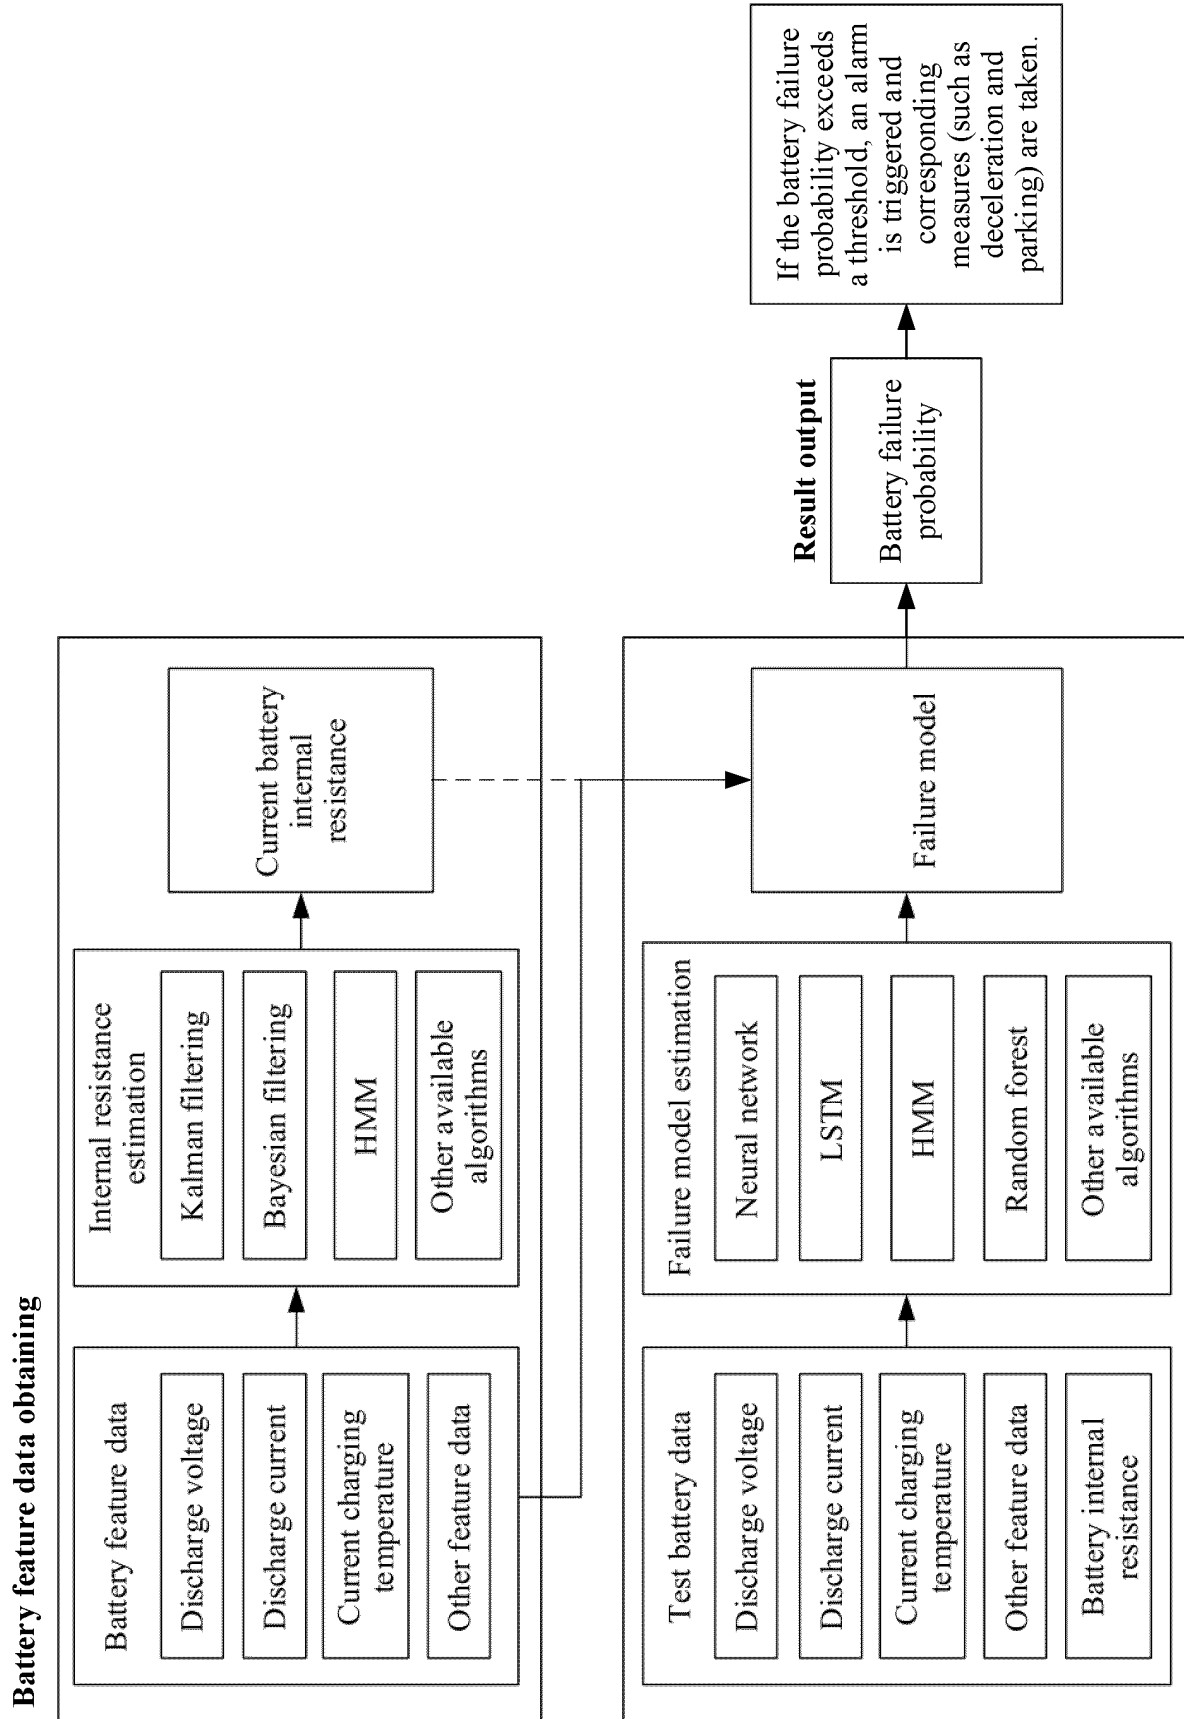 Battery feature data obtaining
Battery feature data
Discharge voltage
Discharge current
Current charging
temperature
Other feature data
Internal resistance
estimation
Kalman filtering
Bayesian filtering
HMM
Other available
algorithms
Current battery
internal
resistance
Test battery data
Discharge voltage
Discharge current
Current charging
temperature
Other feature data
Battery internal
resistance
Failure model estimation
Neural network
LSTM
HMM
Random forest
Other available
algorithms
Failure model
Result output
Battery failure
probability
If the battery failure
probability exceeds
a threshold, an alarm
is triggered and
corresponding
measures (such as
deceleration and
parking) are taken.